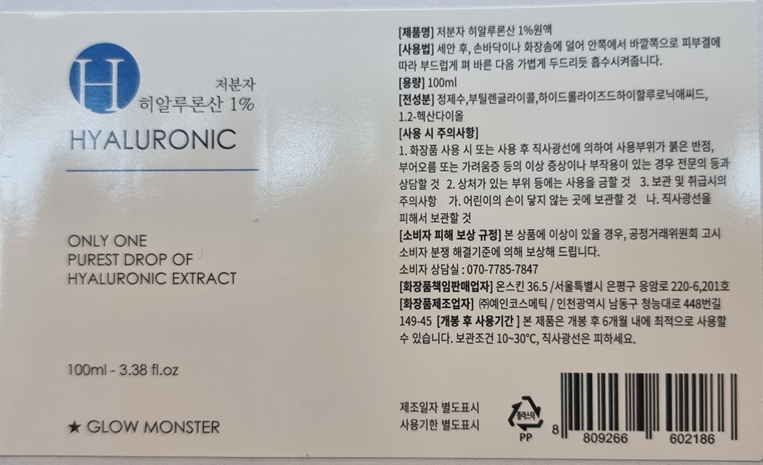 H
저분자
히알루론산 1%
HYALURONIC
ONLY ONE
PUREST DROP OF
HYALURONIC EXTRACT
100ml - 3.38 fl.oz
★ GLOW MONSTER
[제품명] 저분자 히알루론산 1%원액
[사용법] 세안 후, 손바닥이나 화장솜에 덜어 안쪽에서 바깥쪽으로 피부결에
따라 부드럽게 펴 바른 다음 가볍게 두드리듯 흡수시켜줍니다.
[용량] 100ml
[전성분] 정제수,부틸렌글라이콜,하이드롤라이즈드하이알루로닉애씨드,
1.2-헥산다이올
[사용 시 주의사항]
1. 화장품 사용 시 또는 사용 후 직사광선에 의하여 사용부위가 붉은 반점,
부어오름 또는 가려움증 등의 이상 증상이나 부작용이 있는 경우 전문의 등과
상담할 것 2. 상처가 있는 부위 등에는 사용을 금할 것 3. 보관 및 취급시의
주의사항 가. 어린이의 손이 닿지 않는 곳에 보관할 것 나. 직사광선을
피해서 보관할 것
[소비자 피해 보상 규정] 본 상품에 이상이 있을 경우, 공정거래위원회 고시
소비자 분쟁 해결기준에 의해 보상해 드립니다.
소비자 상담실 : 070-7785-7847
[화장품책임판매업자] 온스킨 36.5 /서울특별시 은평구 응암로 220-6,201호
[화장품제조업자] ㈜예인코스메틱 / 인천광역시 남동구 청능대로 448번길
149-45 [개봉 후 사용기간 ] 본 제품은 개봉 후 6개월 내에 최적으로 사용할
수 있습니다. 보관조건 10~30℃, 직사광선은 피하세요.
제조일자 별도표시
사용기한 별도표시
플라스틱
PP
8 809266 602186